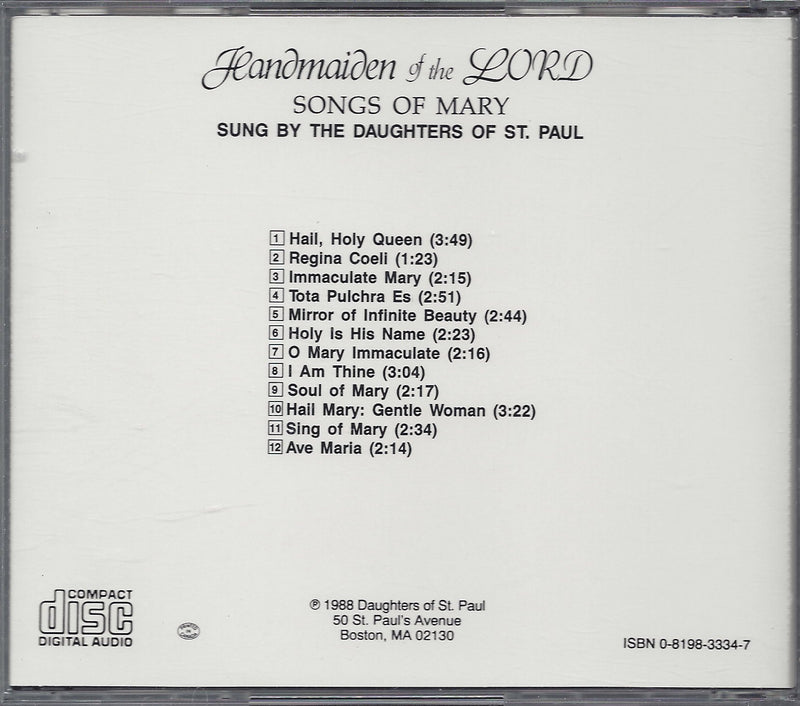 Handmaiden of the LORD
SONGS OF MARY
SUNG BY THE DAUGHTERS OF ST. PAUL
1 Hail, Holy Queen (3:49)
2 Regina Coeli (1:23)
3 Immaculate Mary (2:15)
4 Tota Pulchra Es (2:51)
5 Mirror of Infinite Beauty (2:44)
6 Holy Is His Name (2:23)
7 O Mary Immaculate (2:16)
8 I Am Thine (3:04)
9 Soul of Mary (2:17)
10 Hail Mary: Gentle Woman (3:22)
11 Sing of Mary (2:34)
12 Ave Maria (2:14)
COMPACT
disc
DIGITAL AUDIO
℗ 1988 Daughters of St. Paul
50 St. Paul's Avenue
Boston, MA 02130
ISBN 0-8198-3334-7